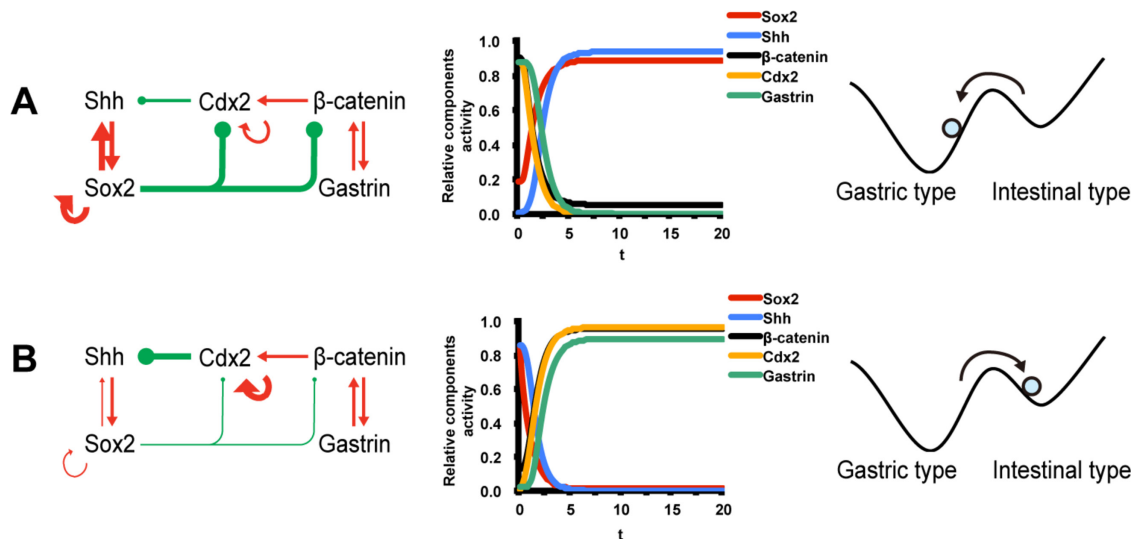 A
Shh
Cdx2
β-catenin
Sox2
Gastrin
Relative components
activity
1.0
0.8
0.6
0.4
0.2
0.0
0
5
10
15
20
t
Sox2
Shh
β-catenin
Cdx2
Gastrin
Gastric type
Intestinal type
B
Shh
Cdx2
β-catenin
Sox2
Gastrin
Relative components
activity
1.0
0.8
0.6
0.4
0.2
0.0
0
5
10
15
20
t
Sox2
Shh
β-catenin
Cdx2
Gastrin
Gastric type
Intestinal type